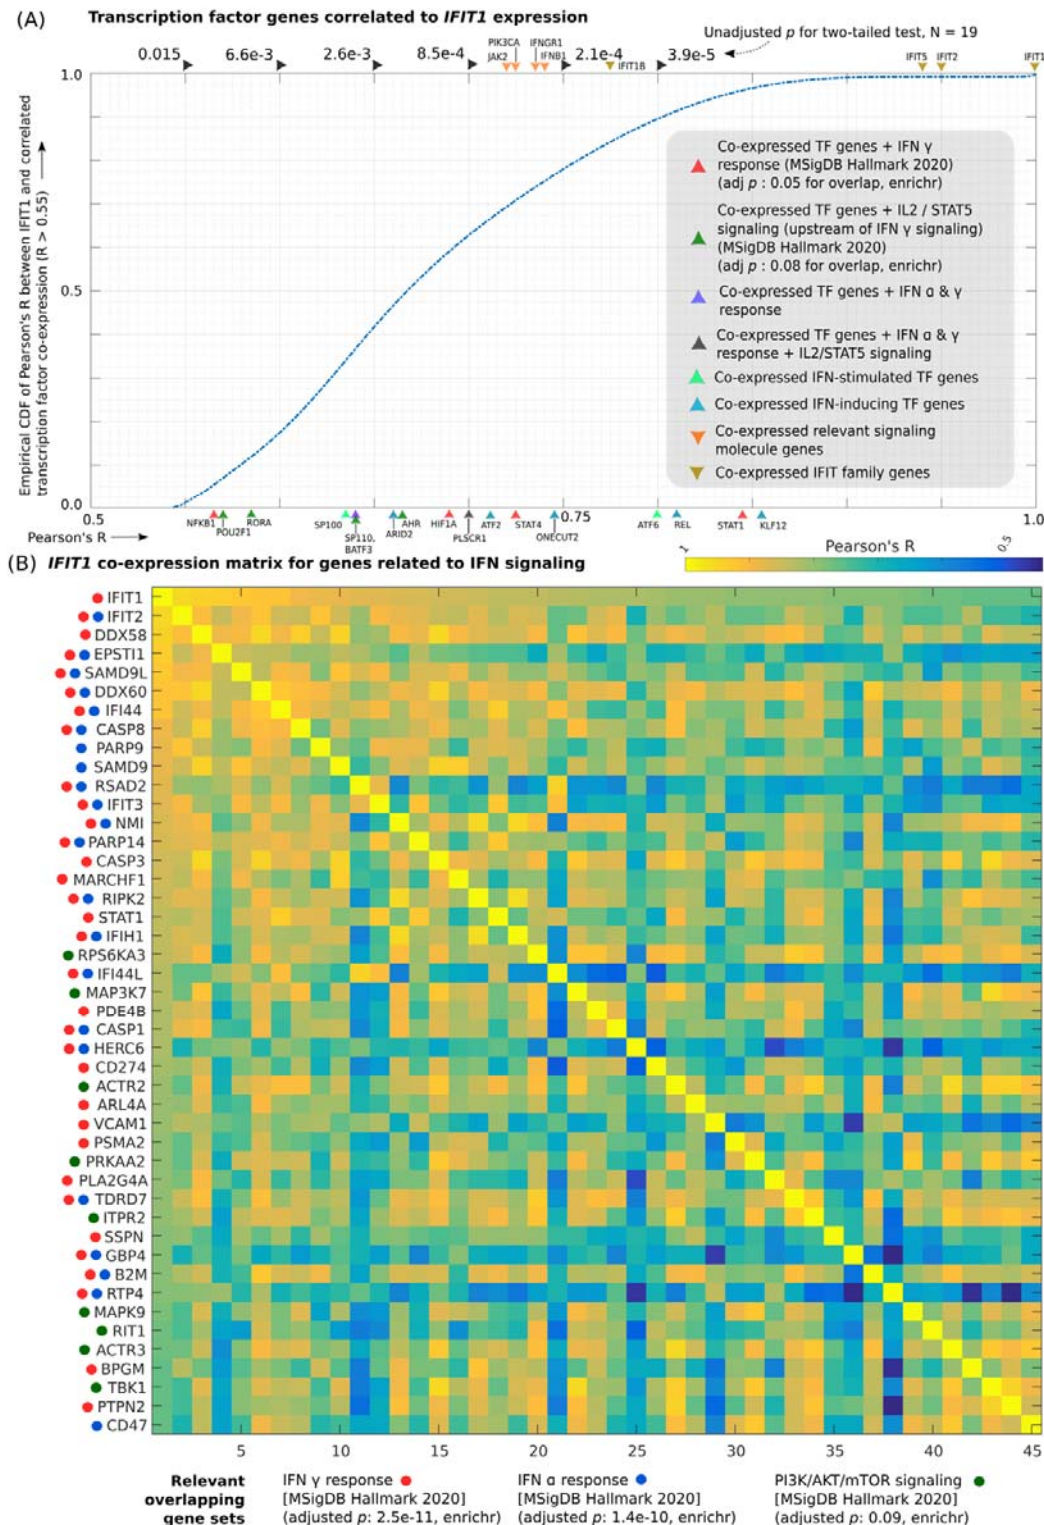 (A) Transcription factor genes correlated to IFIT1 expression
Unadjusted p for two-tailed test, N = 19
0.015 6.6e-3 2.6e-3 8.5e-4 2.1e-4 3.9e-5
PIK3CA IFNGR1
JAK2 IFNB1 IFIT1B IFIT5 IFIT2 IFIT1
Empirical CDF of Pearson's R between IFIT1 and correlated
transcription factor co-expression (R > 0.55)
1.0
0.5
0.0
Co-expressed TF genes + IFN γ
response (MSigDB Hallmark 2020)
(adj p : 0.05 for overlap, enrichr)
Co-expressed TF genes + IL2 / STAT5
signaling (upstream of IFN γ signaling)
(MSigDB Hallmark 2020)
(adj p : 0.08 for overlap, enrichr)
Co-expressed TF genes + IFN α & γ
response
Co-expressed TF genes + IFN α & γ
response + IL2/STAT5 signaling
Co-expressed IFN-stimulated TF genes
Co-expressed IFN-inducing TF genes
Co-expressed relevant signaling
molecule genes
Co-expressed IFIT family genes
0.5 0.75 1.0
NFKB1 RORA SP100 AHR HIF1A ATF2 STAT4 ATF6 REL STAT1 KLF12
POU2F1 SP110, ARID2 PLSCR1 ONECUT2
BATF3
Pearson's R
(B) IFIT1 co-expression matrix for genes related to IFN signaling
Pearson's R
1 0.5
IFIT1
IFIT2
DDX58
EPSTI1
SAMD9L
DDX60
IFI44
CASP8
PARP9
SAMD9
RSAD2
IFIT3
NMI
PARP14
CASP3
MARCHF1
RIPK2
STAT1
IFIH1
RPS6KA3
IFI44L
MAP3K7
PDE4B
CASP1
HERC6
CD274
ACTR2
ARL4A
VCAM1
PSMA2
PRKAA2
PLA2G4A
TDRD7
ITPR2
SSPN
GBP4
B2M
RTP4
MAPK9
RIT1
ACTR3
BPGM
TBK1
PTPN2
CD47
5 10 15 20 25 30 35 40 45
Relevant
overlapping
gene sets
IFN γ response
[MSigDB Hallmark 2020]
(adjusted p: 2.5e-11, enrichr)
IFN α response
[MSigDB Hallmark 2020]
(adjusted p: 1.4e-10, enrichr)
PI3K/AKT/mTOR signaling
[MSigDB Hallmark 2020]
(adjusted p: 0.09, enrichr)